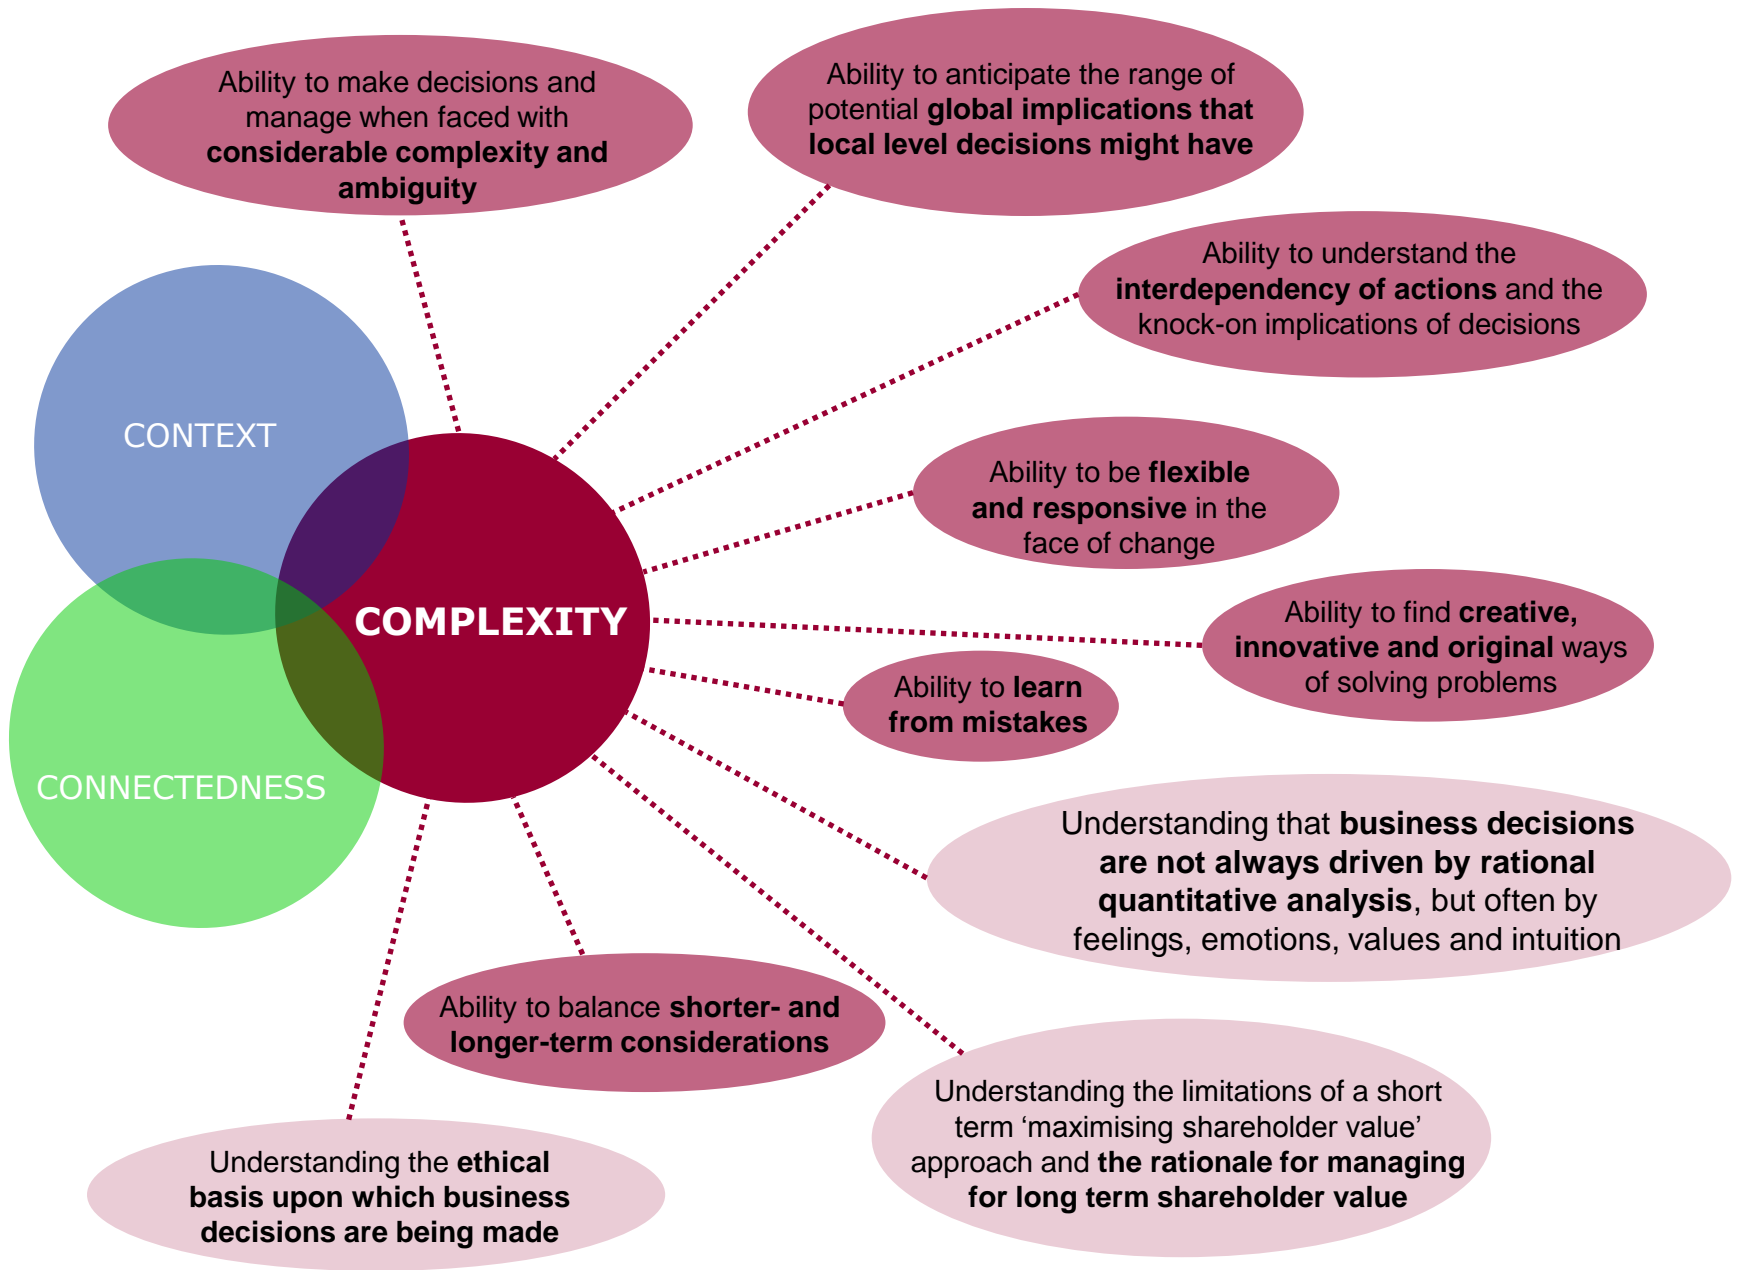 Ability to make decisions and
manage when faced with
considerable complexity and
ambiguity
Ability to anticipate the range of
potential global implications that
local level decisions might have
Ability to understand the
interdependency of actions and the
knock-on implications of decisions
CONTEXT
Ability to be flexible
and responsive in the
face of change
COMPLEXITY
Ability to find creative,
innovative and original ways
of solving problems
Ability to learn
from mistakes
CONNECTEDNESS
Understanding that business decisions
are not always driven by rational
quantitative analysis, but often by
feelings, emotions, values and intuition
Ability to balance shorter- and
longer-term considerations
Understanding the limitations of a short
term ‘maximising shareholder value’
approach and the rationale for managing
for long term shareholder value
Understanding the ethical
basis upon which business
decisions are being made